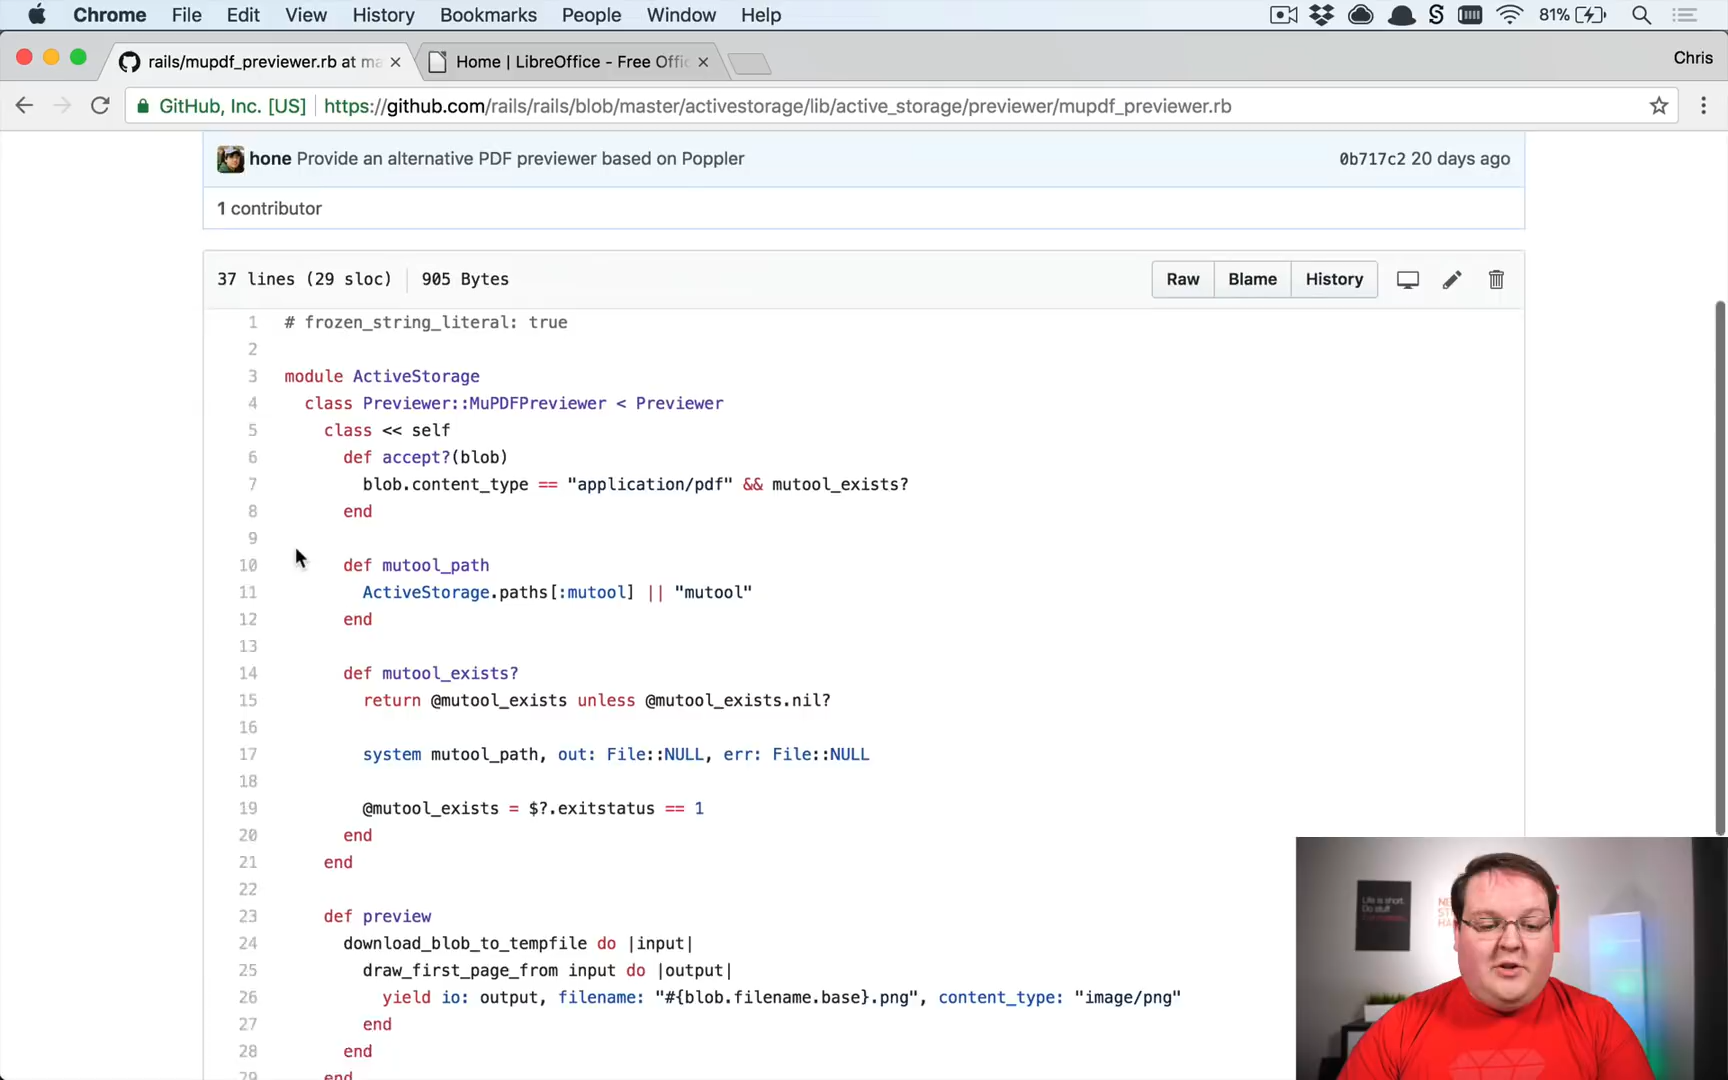 Chrome File Edit View History Bookmarks People Window Help 81%
rails/mupdf_previewer.rb at ma Home | LibreOffice - Free Offi Chris
GitHub, Inc. [US] https://github.com/rails/rails/blob/master/activestorage/lib/active_storage/previewer/mupdf_previewer.rb
hone Provide an alternative PDF previewer based on Poppler 0b717c2 20 days ago
1 contributor
37 lines (29 sloc) 905 Bytes Raw Blame History
1 # frozen_string_literal: true
2
3 module ActiveStorage
4 class Previewer::MuPDFPreviewer < Previewer
5 class << self
6 def accept?(blob)
7 blob.content_type == "application/pdf" && mutool_exists?
8 end
9
10 def mutool_path
11 ActiveStorage.paths[:mutool] || "mutool"
12 end
13
14 def mutool_exists?
15 return @mutool_exists unless @mutool_exists.nil?
16
17 system mutool_path, out: File::NULL, err: File::NULL
18
19 @mutool_exists = $?.exitstatus == 1
20 end
21 end
22
23 def preview
24 download_blob_to_tempfile do |input|
25 draw_first_page_from input do |output|
26 yield io: output, filename: "#{blob.filename.base}.png", content_type: "image/png"
27 end
28 end
29 end
Life is short.
Do stuff